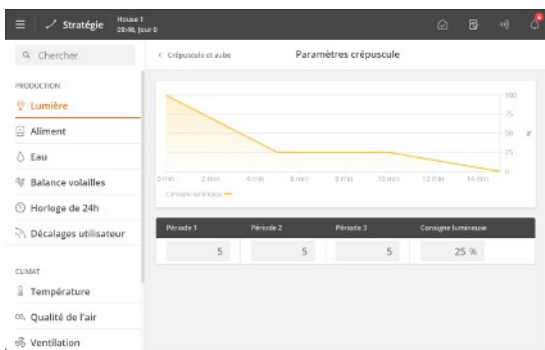 Stratégie
House 1
09:46, Jour 0
Chercher
Crépuscule et aube
Paramètres crépuscule
PRODUCTION
Lumière
Aliment
Eau
Balance volailles
Horloge de 24h
Décalages utilisateur
CLIMAT
Température
Qualité de l'air
Ventilation
100
75
50
%
25
0
0 min 2 min 4 min 6 min 8 min 10 min 12 min 14 min
Consigne lumineuse
Période 1 Période 2 Période 3 Consigne lumineuse
5 5 5 25 %